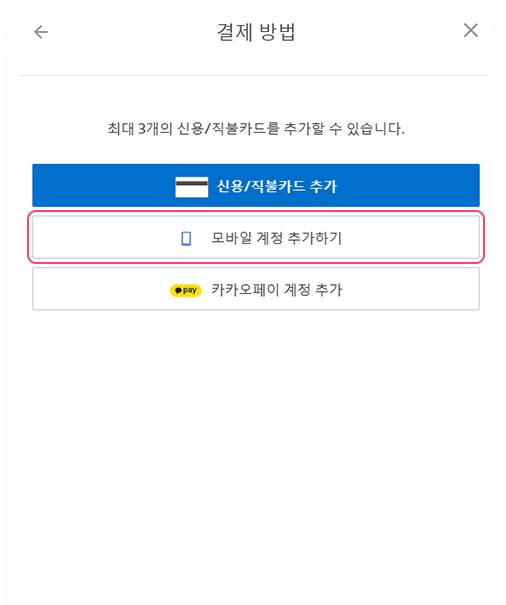 결제 방법
최대 3개의 신용/직불카드를 추가할 수 있습니다.
신용/직불카드 추가
모바일 계정 추가하기
pay 카카오페이 계정 추가